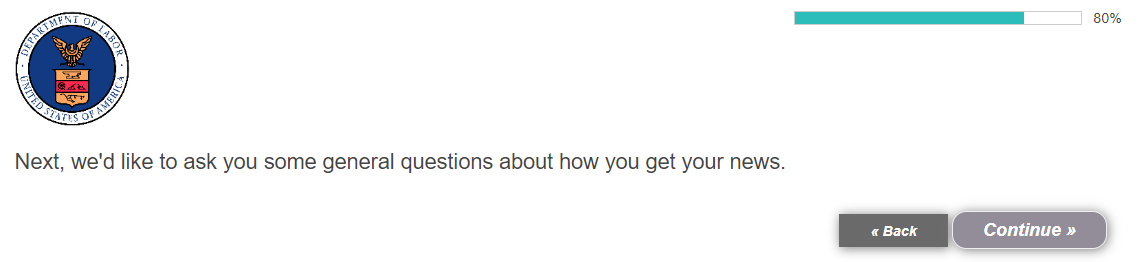 80%
DEPARTMENT OF LABOR
UNITED STATES OF AMERICA
Next, we'd like to ask you some general questions about how you get your news.
« Back
Continue »